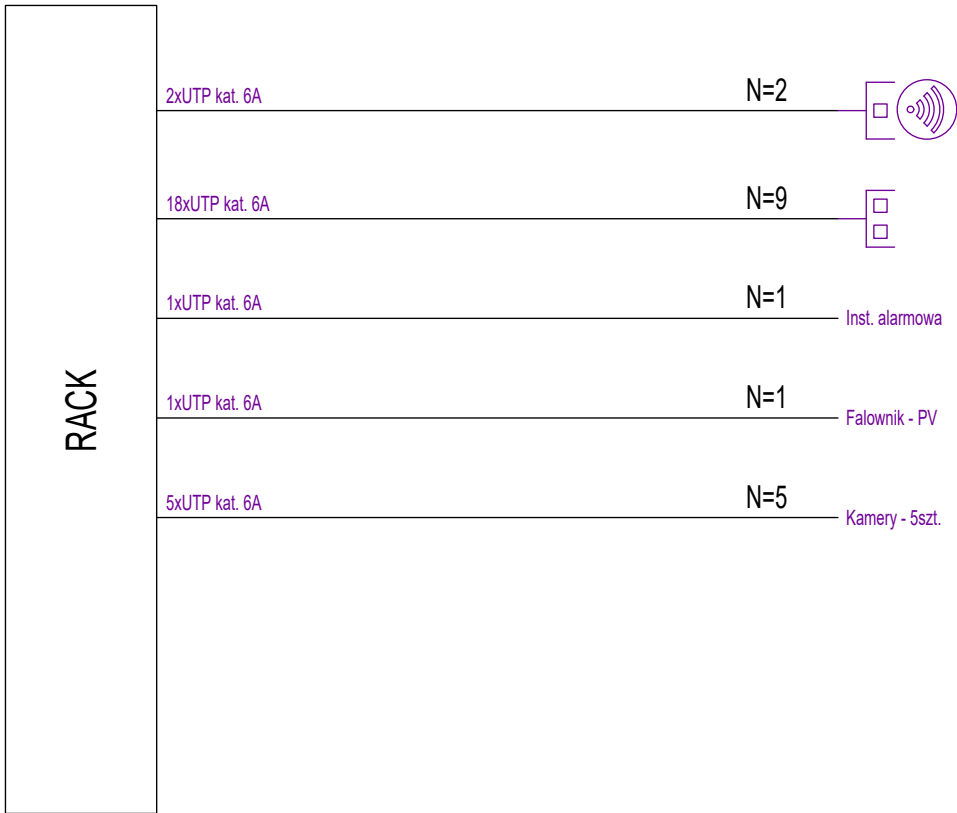 2xUTP kat. 6A
N=2
18xUTP kat. 6A
N=9
1xUTP kat. 6A
N=1
Inst. alarmowa
RACK
1xUTP kat. 6A
N=1
Falownik - PV
5xUTP kat. 6A
N=5
Kamery - 5szt.